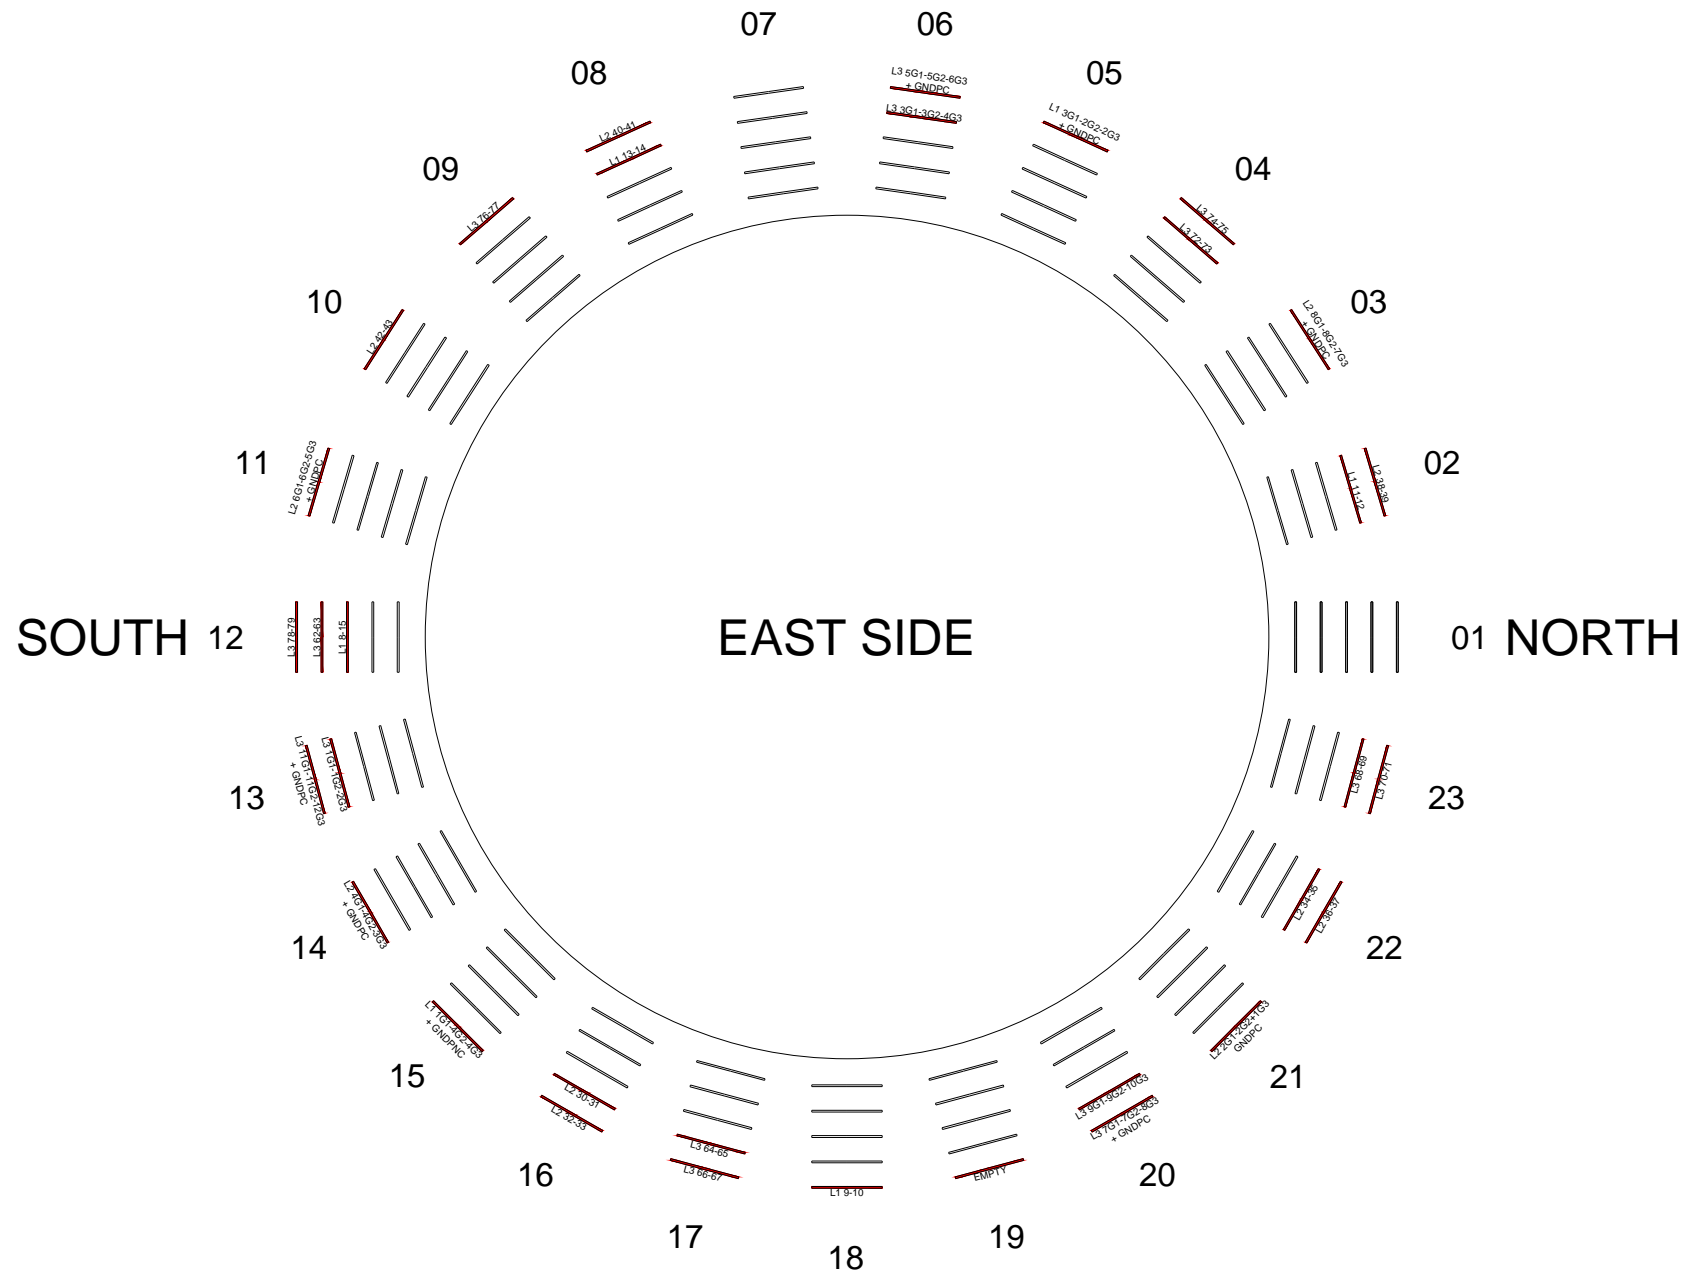 07
06
08
05
L3 5G1-5G2-6G3
+ GNDPC
L3 3G1-3G2-4G3
L1 3G1-2G2-2G3
+ GNDPC
L2 40-41
L1 13-14
09
04
L3 76-77
L3 74-75
L3 72-73
10
03
L2 42-43
L2 8G1-8G2-7G3
+ GNDPC
11
02
L2 6G1-6G2-5G3
+ GNDPC
L1 11-12
L2 38-39
SOUTH
12
L3 78-79
L3 62-63
L1 8-15
EAST SIDE
01
NORTH
13
L3 11G1-11G2-12G3
+ GNDPC
L3 1G1-1G2-2G3
L3 68-69
L3 70-71
23
14
L2 4G1-4G2-3G3
+ GNDPC
L2 34-35
L2 36-37
22
15
L1 1G1-4G2-4G3
+ GNDPNC
L2 2G1-2G2+1G3
GNDPC
21
L2 30-31
L2 32-33
16
L3 9G1-9G2-10G3
L3 7G1-7G2-8G3
+ GNDPC
20
L3 64-65
L3 66-67
17
L1 9-10
18
EMPTY
19